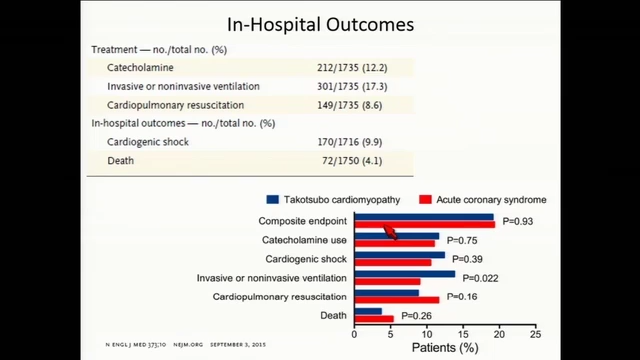 In-Hospital Outcomes
Treatment — no./total no. (%)
Catecholamine 212/1735 (12.2)
Invasive or noninvasive ventilation 301/1735 (17.3)
Cardiopulmonary resuscitation 149/1735 (8.6)
In-hospital outcomes — no./total no. (%)
Cardiogenic shock 170/1716 (9.9)
Death 72/1750 (4.1)
Takotsubo cardiomyopathy Acute coronary syndrome
Composite endpoint P=0.93
Catecholamine use P=0.75
Cardiogenic shock P=0.39
Invasive or noninvasive ventilation P=0.022
Cardiopulmonary resuscitation P=0.16
Death P=0.26
0 5 10 15 20 25
Patients (%)
N ENGL J MED 373;10 NEJM.ORG SEPTEMBER 3, 2015